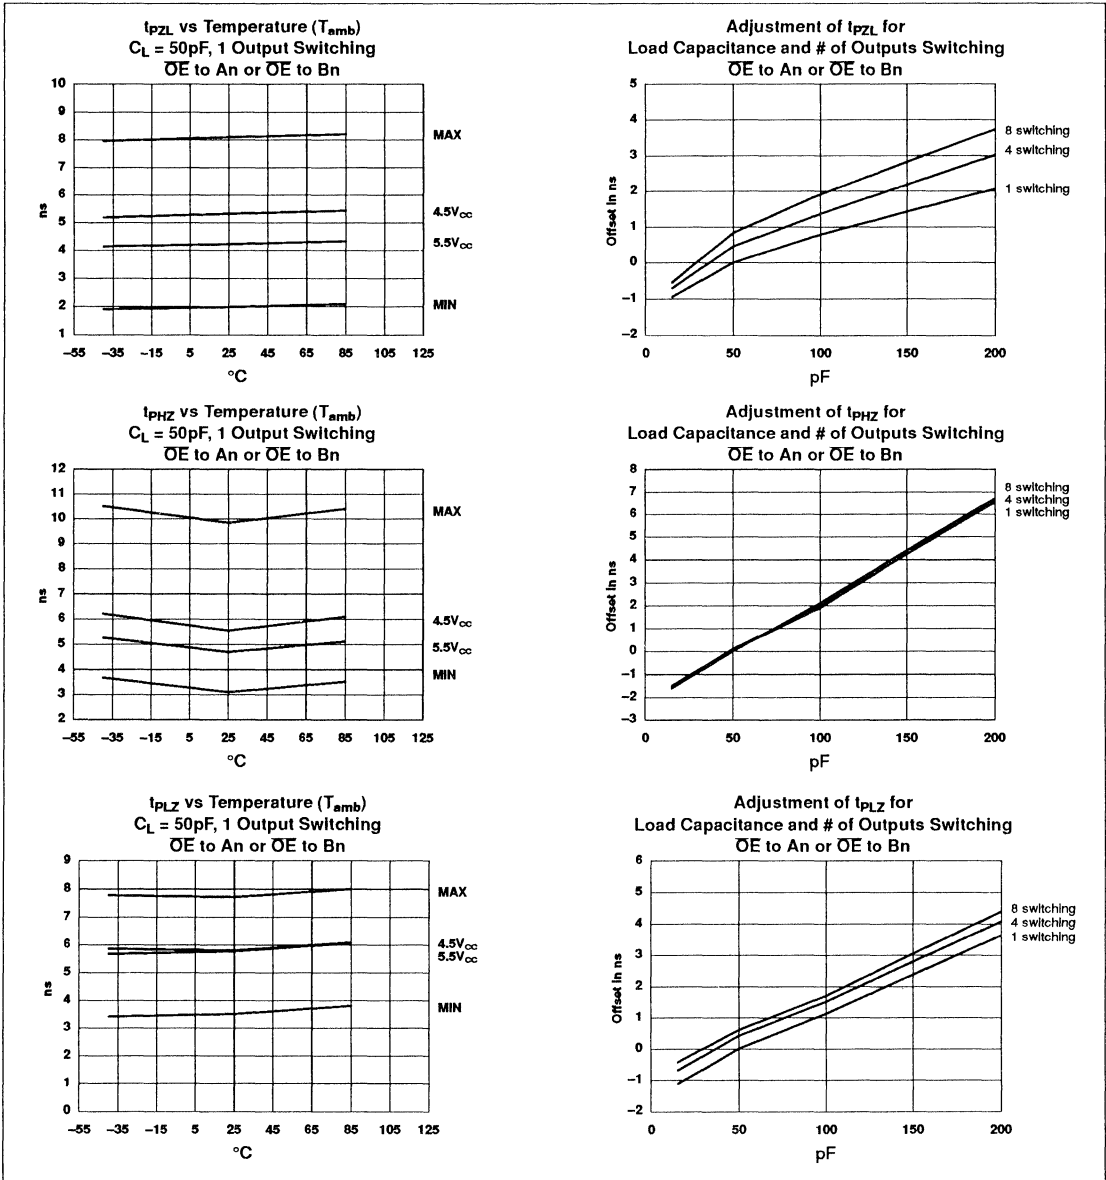 tPZL vs Temperature (Tamb)
CL = 50pF, 1 Output Switching
OE to An or OE to Bn
10
9
8
7
6
5
4
3
2
1
ns
MAX
4.5VCC
5.5VCC
MIN
–55 –35 –15 5 25 45 65 85 105 125
°C
Adjustment of tPZL for
Load Capacitance and # of Outputs Switching
OE to An or OE to Bn
5
4
3
2
1
0
–1
–2
Offset in ns
8 switching
4 switching
1 switching
0 50 100 150 200
pF
tPHZ vs Temperature (Tamb)
CL = 50pF, 1 Output Switching
OE to An or OE to Bn
12
11
10
9
8
7
6
5
4
3
2
ns
MAX
4.5VCC
5.5VCC
MIN
–55 –35 –15 5 25 45 65 85 105 125
°C
Adjustment of tPHZ for
Load Capacitance and # of Outputs Switching
OE to An or OE to Bn
8
7
6
5
4
3
2
1
0
–1
–2
–3
Offset in ns
8 switching
4 switching
1 switching
0 50 100 150 200
pF
tPLZ vs Temperature (Tamb)
CL = 50pF, 1 Output Switching
OE to An or OE to Bn
9
8
7
6
5
4
3
2
1
0
ns
MAX
4.5VCC
5.5VCC
MIN
–55 –35 –15 5 25 45 65 85 105 125
°C
Adjustment of tPLZ for
Load Capacitance and # of Outputs Switching
OE to An or OE to Bn
6
5
4
3
2
1
0
–1
–2
Offset in ns
8 switching
4 switching
1 switching
0 50 100 150 200
pF